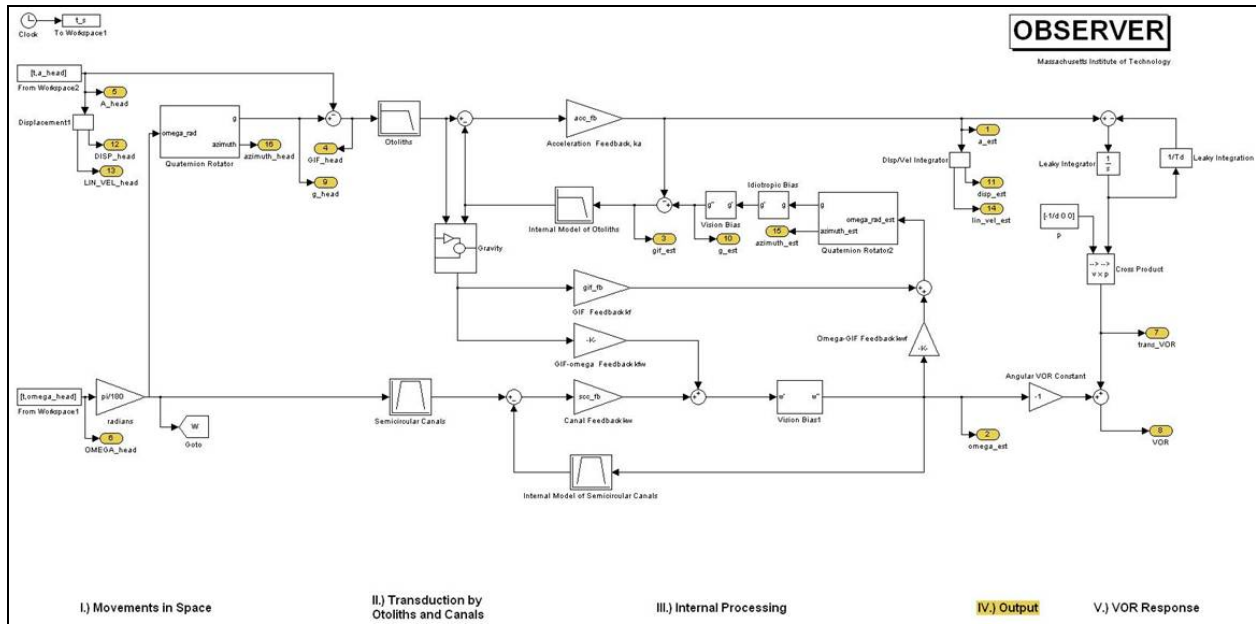 t_s
Clock
To Workspace1
OBSERVER
Massachusetts Institute of Technology
[t,a_head]
From Workspace2
5
A_head
Displacement1
12
DISP_head
13
LIN_VEL_head
omega_rad
g
azimuth
Quaternion Rotator
16
azimuth_head
4
GIF_head
9
g_head
Otoliths
acc_fb
Acceleration Feedback, ka
1
a_est
Disp/Vel Integrator
11
disp_est
14
lin_vel_est
Leaky Integrator
1
s
1/Td
Leaky Integration
[-1/d 0 0]
p
v x p
Cross Product
Idiotropic Bias
g'' g'
Vision Bias
g' g
g
omega_rad_est
azimuth_est
Quaternion Rotator2
15
azimuth_est
Internal Model of Otoliths
3
gif_est
10
g_est
Gravity
gif_fb
GIF Feedback kf
-K-
GIF-omega Feedback kfw
Omega-GIF Feedback kwf
-K-
7
trans_VOR
[t,omega_head]
From Workspace1
pi/180
radians
W
Goto
6
OMEGA_head
Semicircular Canals
scc_fb
Canal Feedback kw
w' w''
Vision Bias1
2
omega_est
Angular VOR Constant
-1
8
VOR
Internal Model of Semicircular Canals
I.) Movements in Space
II.) Transduction by
Otoliths and Canals
III.) Internal Processing
IV.) Output
V.) VOR Response